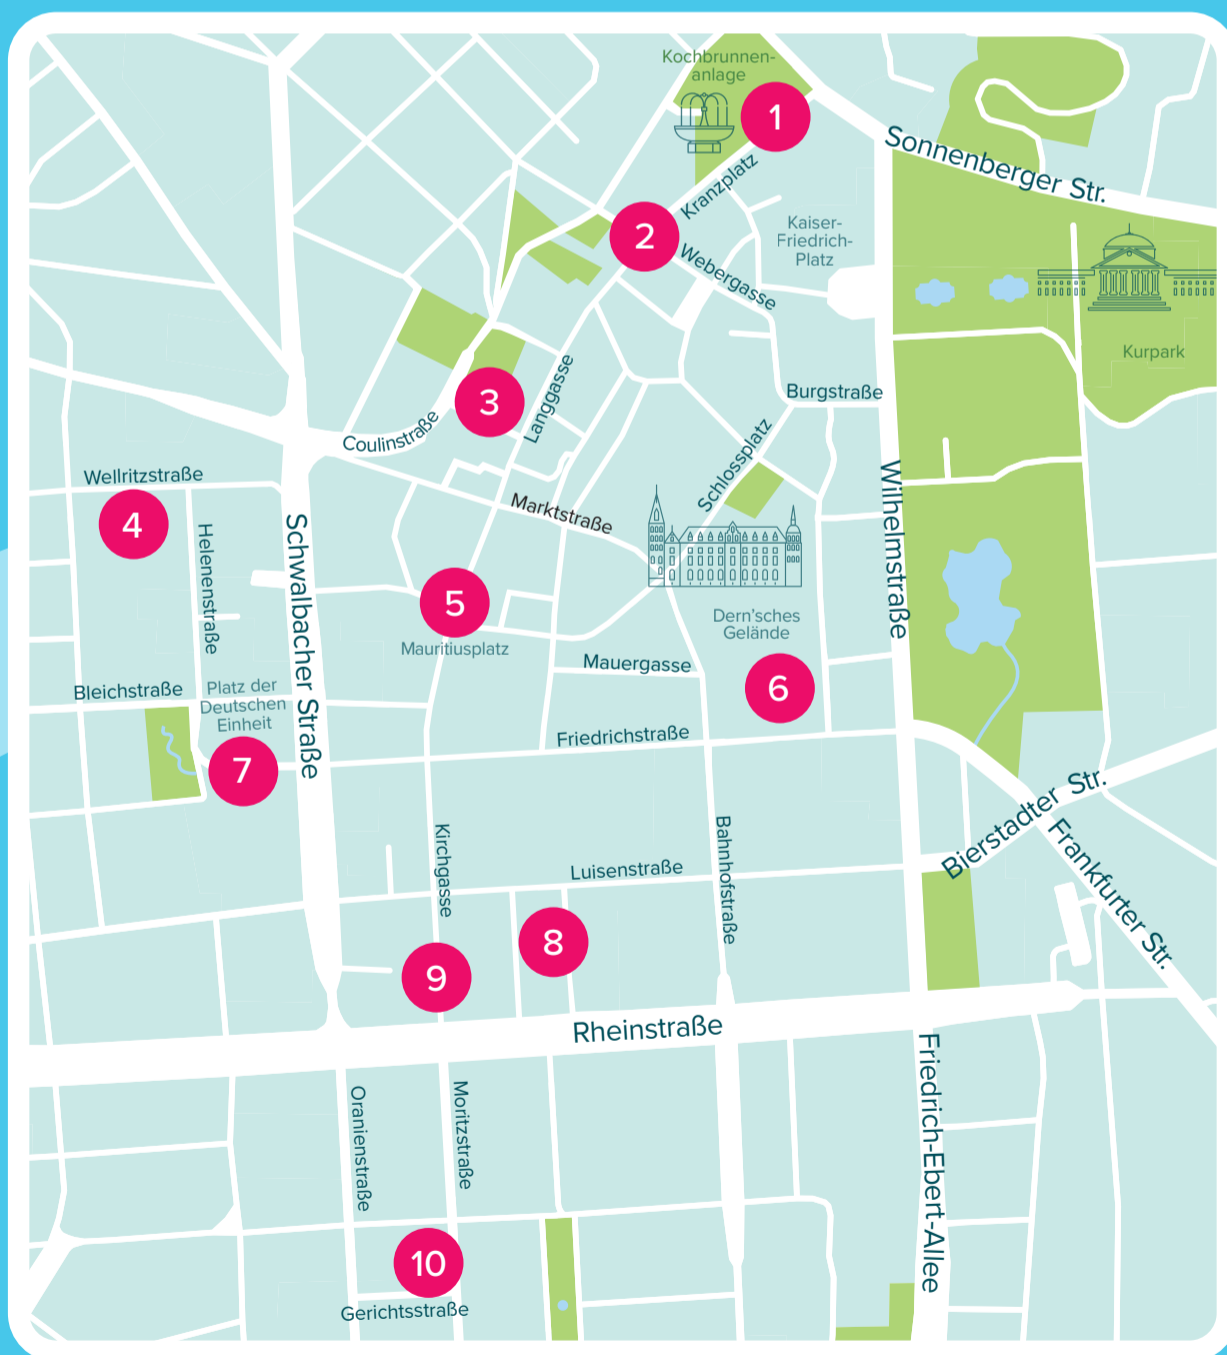 Kochbrunnen-
anlage
1
Sonnenberger Str.
Kranzplatz
2
Kaiser-
Friedrich-
Platz
Webergasse
Kurpark
3
Langgasse
Burgstraße
Coulinstraße
Schlossplatz
Wellritzstraße
4
Marktstraße
Helenenstraße
Schwalbacher Straße
Wilhelmstraße
5
Mauritiusplatz
Dern'sches
Gelände
Mauergasse
6
Bleichstraße
Platz der
Deutschen
Einheit
7
Friedrichstraße
Bierstadter Str.
Frankfurter Str.
Kirchgasse
Luisenstraße
Bahnhofstraße
8
9
Rheinstraße
Oranienstraße
Moritzstraße
Friedrich-Ebert-Allee
10
Gerichtsstraße